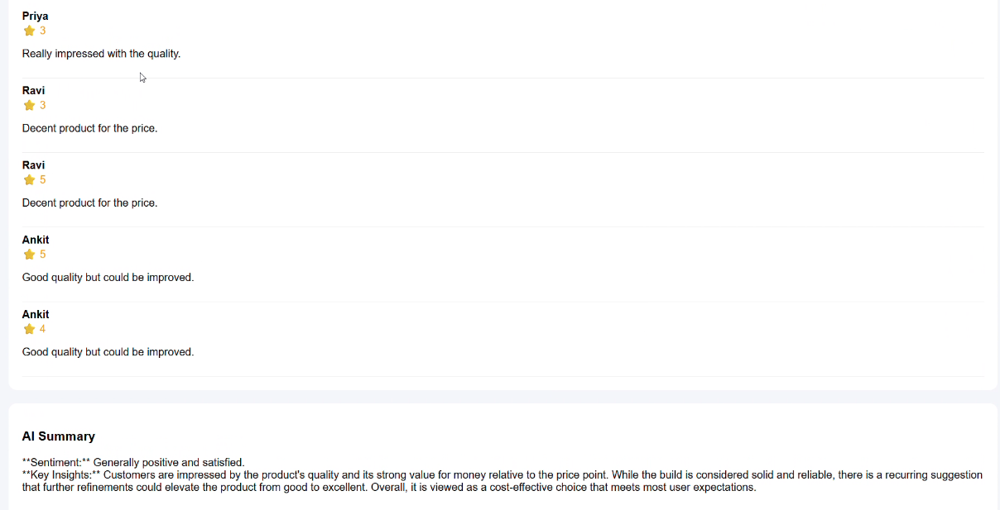 Priya
⭐ 3
Really impressed with the quality.
Ravi
⭐ 3
Decent product for the price.
Ravi
⭐ 5
Decent product for the price.
Ankit
⭐ 5
Good quality but could be improved.
Ankit
⭐ 4
Good quality but could be improved.
AI Summary
**Sentiment:** Generally positive and satisfied.
**Key Insights:** Customers are impressed by the product's quality and its strong value for money relative to the price point. While the build is considered solid and reliable, there is a recurring suggestion
that further refinements could elevate the product from good to excellent. Overall, it is viewed as a cost-effective choice that meets most user expectations.